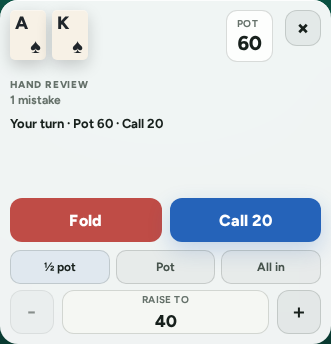 A ♠ K ♠
POT
60
×
HAND REVIEW
1 mistake
Your turn · Pot 60 · Call 20
Fold Call 20
½ pot Pot All in
RAISE TO
- 40 +